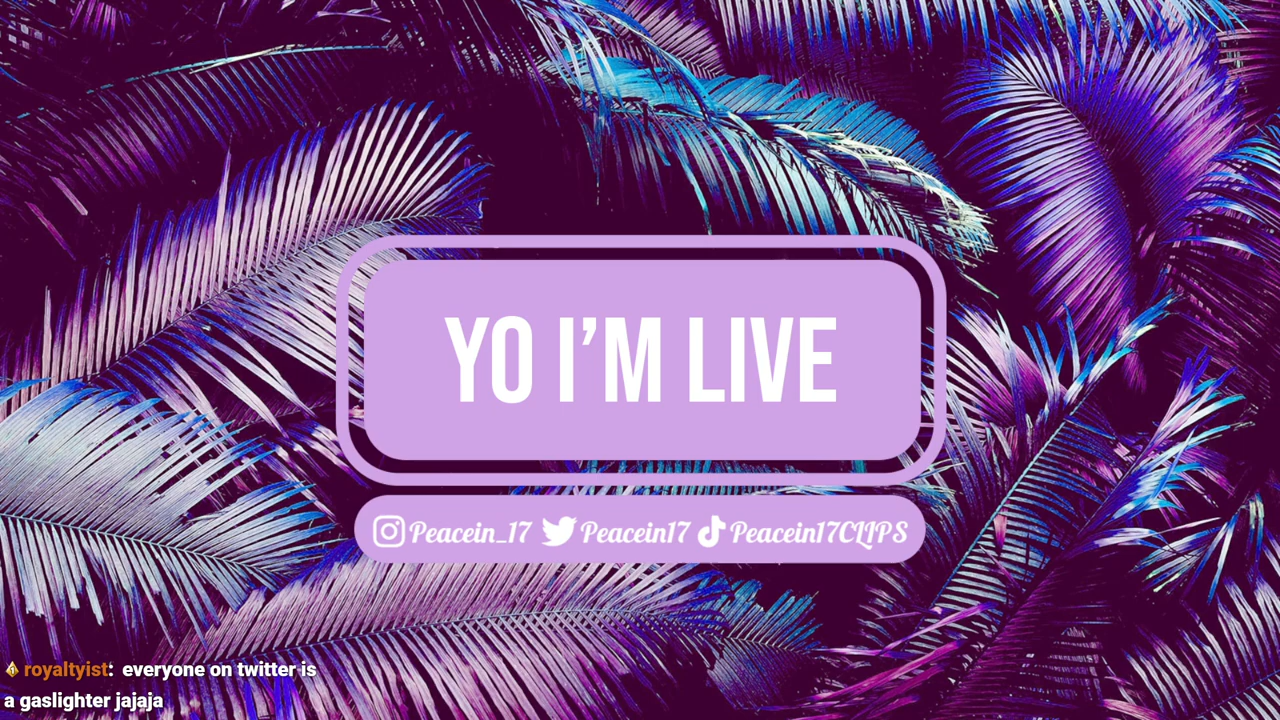 YO I’M LIVE
Peacein_17 Peacein17 Peacein17CLIPS
royaltyist: everyone on twitter is
a gaslighter jajaja